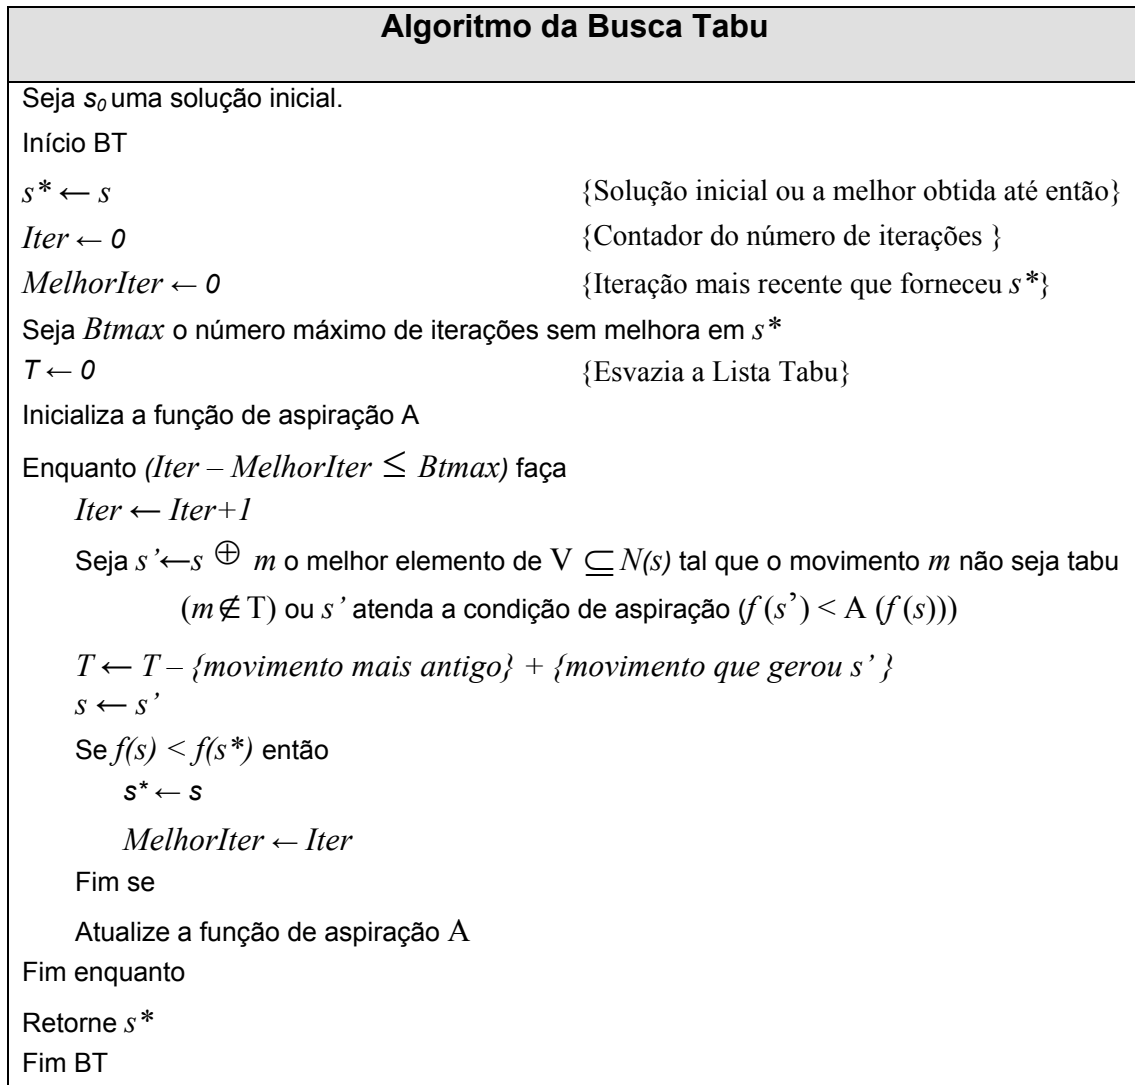 Algoritmo da Busca Tabu
Seja s₀ uma solução inicial.
Início BT
s* ← s {Solução inicial ou a melhor obtida até então}
Iter ← 0 {Contador do número de iterações }
MelhorIter ← 0 {Iteração mais recente que forneceu s*}
Seja Btmax o número máximo de iterações sem melhora em s*
T ← 0 {Esvazia a Lista Tabu}
Inicializa a função de aspiração A
Enquanto (Iter – MelhorIter ≤ Btmax) faça
Iter ← Iter+1
Seja s’←s ⊕ m o melhor elemento de V ⊆ N(s) tal que o movimento m não seja tabu
(m ∉ T) ou s’ atenda a condição de aspiração (f (s’) < A (f (s)))
T ← T – {movimento mais antigo} + {movimento que gerou s’ }
s ← s’
Se f(s) < f(s*) então
s* ← s
MelhorIter ← Iter
Fim se
Atualize a função de aspiração A
Fim enquanto
Retorne s*
Fim BT